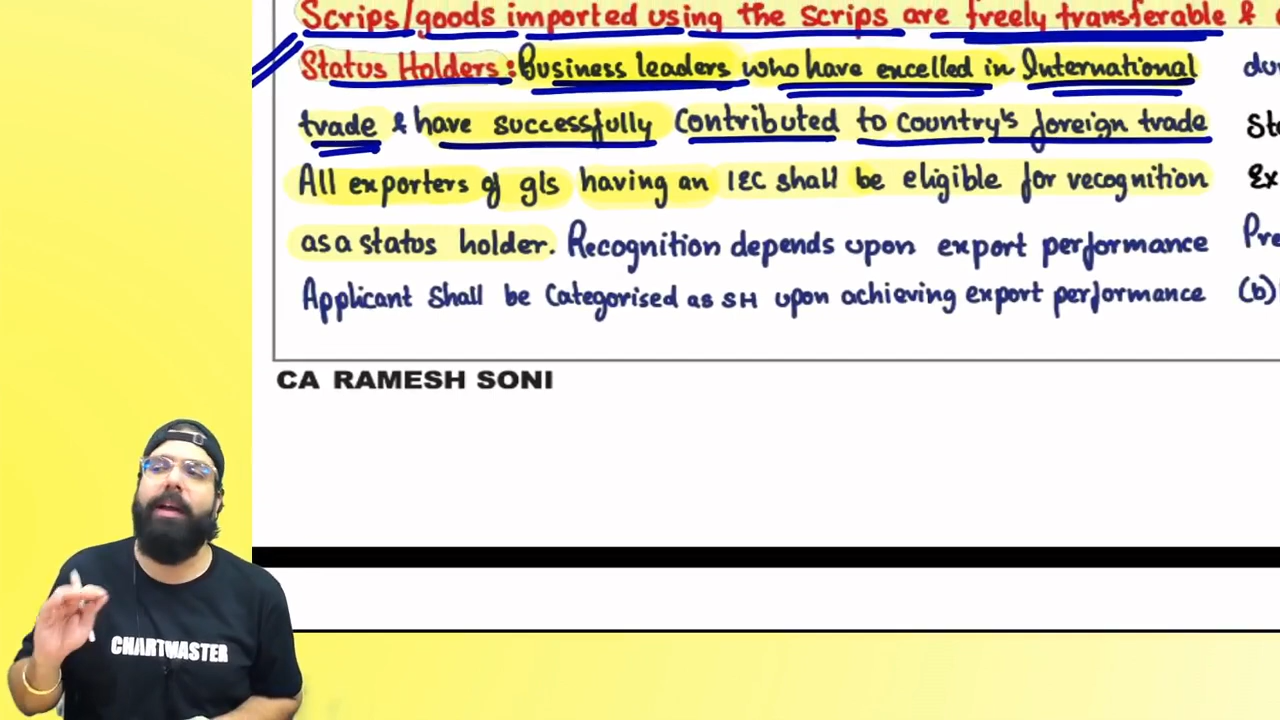 Scrips/goods imported using the scrips are freely transferable &
Status Holders: Business leaders who have excelled in International
trade & have successfully Contributed to Country's foreign trade
All exporters of g/s having an IEC shall be eligible for recognition
as a status holder. Recognition depends upon export performance
Applicant Shall be Categorised as SH upon achieving export performance
(b)
CA RAMESH SONI
CHARTMASTER